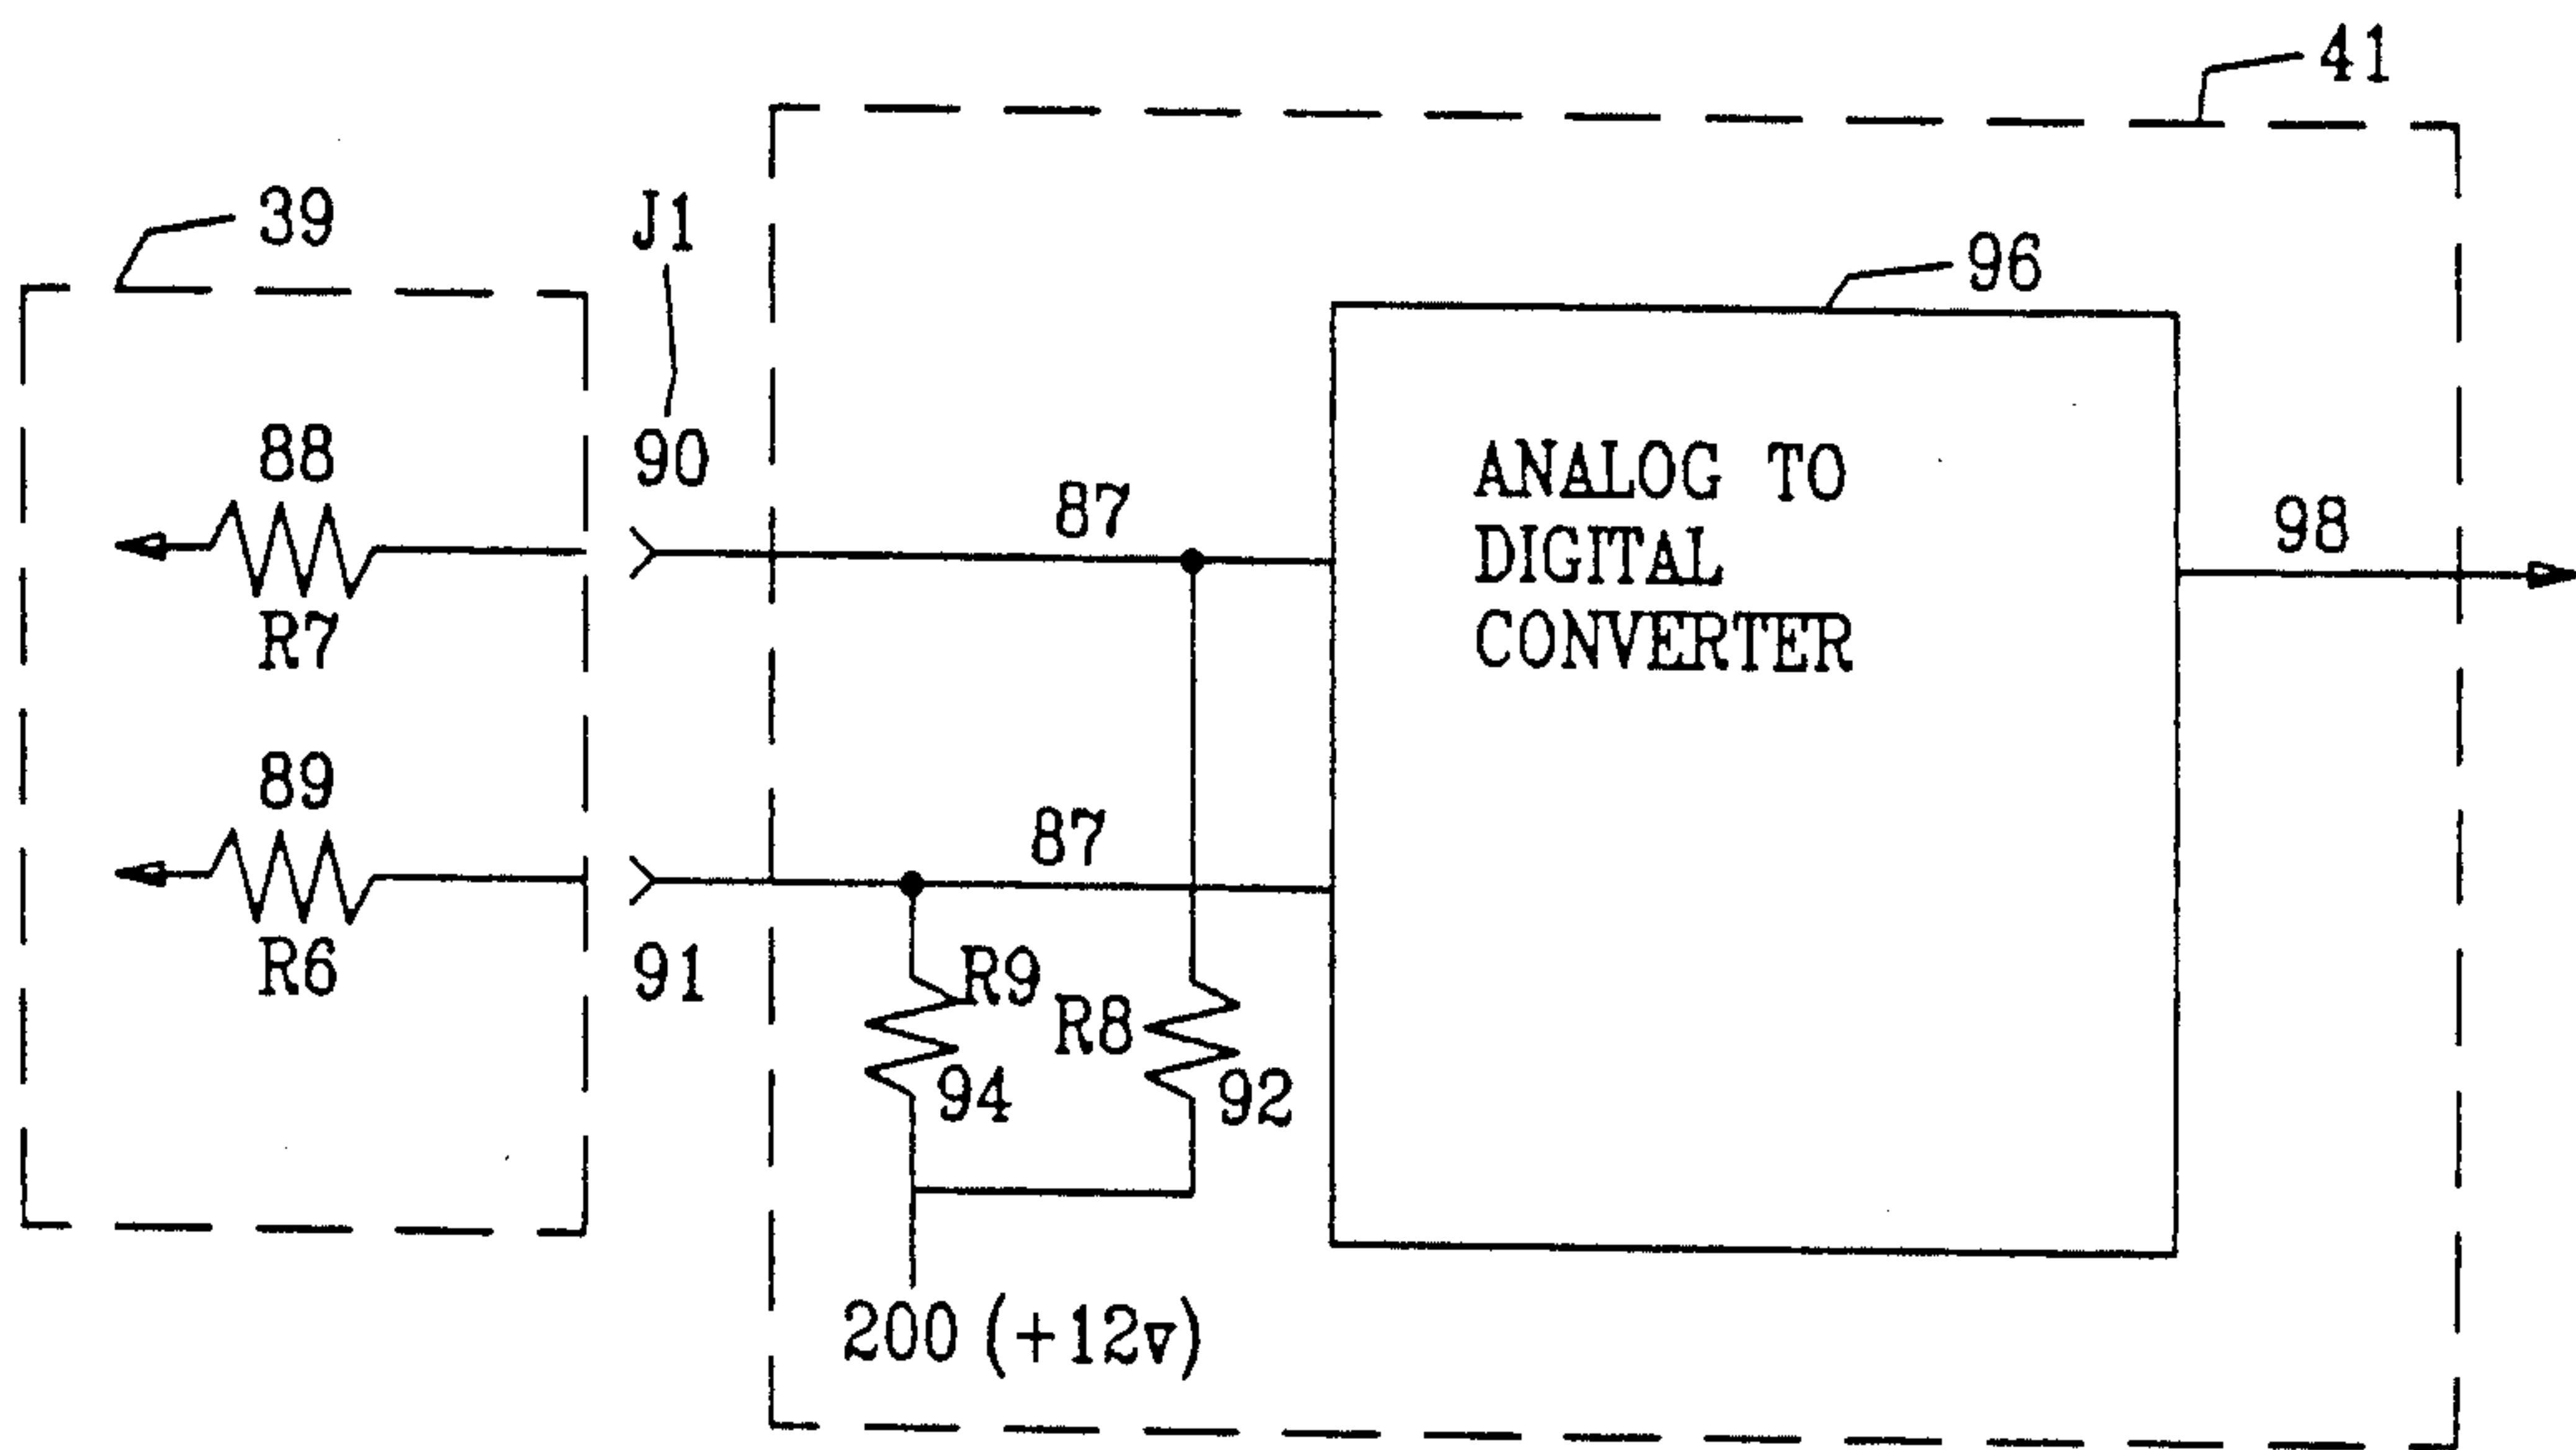 41
39
J1
96
88
90
87
ANALOG TO
DIGITAL
CONVERTER
98
R7
89
87
R6
91
R9
R8
94
92
200 (+12v)